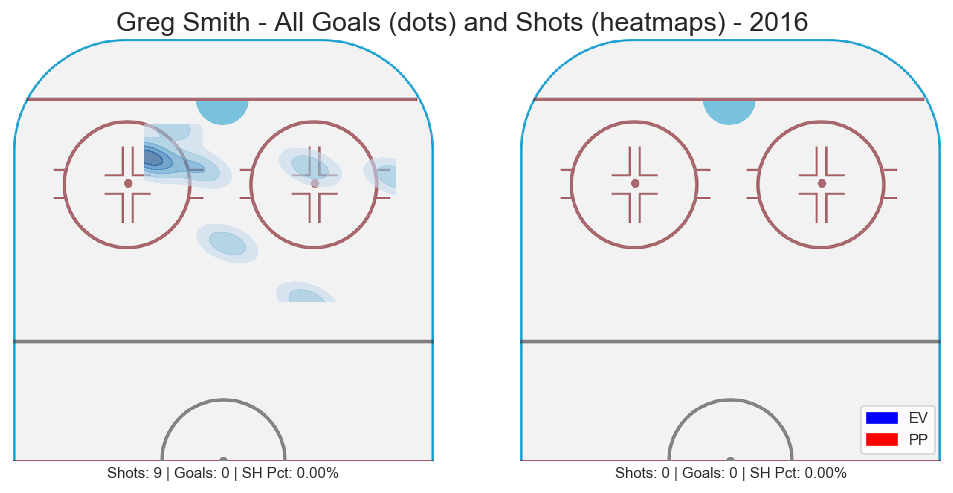 Greg Smith - All Goals (dots) and Shots (heatmaps) - 2016
EV
PP
Shots: 9 | Goals: 0 | SH Pct: 0.00%
Shots: 0 | Goals: 0 | SH Pct: 0.00%